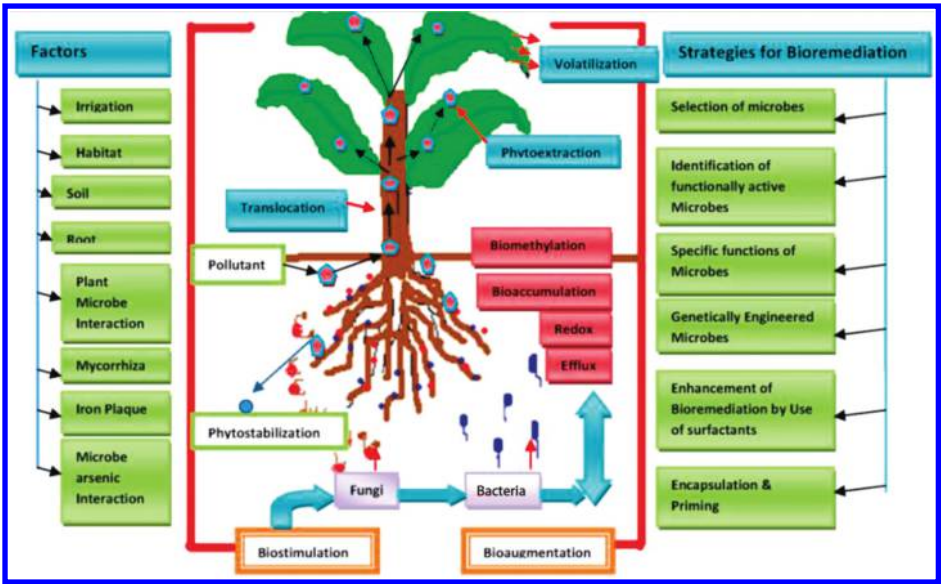 Factors
Irrigation
Habitat
Soil
Root
Plant
Microbe
Interaction
Mycorrhiza
Iron Plaque
Microbe
arsenic
Interaction
Volatilization
Phytoextraction
Translocation
Pollutant
Biomethylation
Bioaccumulation
Redox
Efflux
Phytostabilization
Fungi
Bacteria
Biostimulation
Bioaugmentation
Strategies for Bioremediation
Selection of microbes
Identification of
functionally active
Microbes
Specific functions of
Microbes
Genetically Engineered
Microbes
Enhancement of
Bioremediation by Use
of surfactants
Encapsulation &
Priming